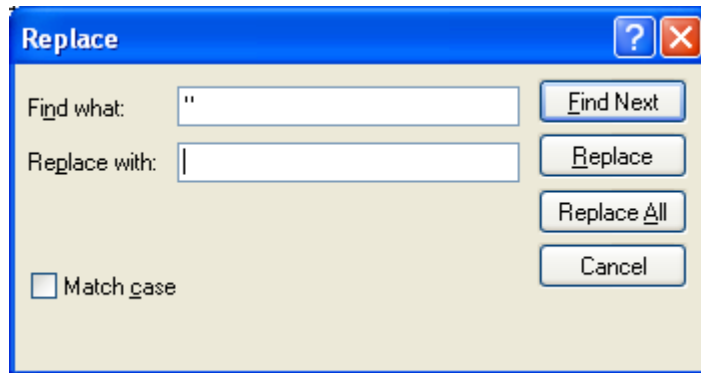 Replace
Find what: "
Find Next
Replace with:
Replace
Replace All
Cancel
Match case